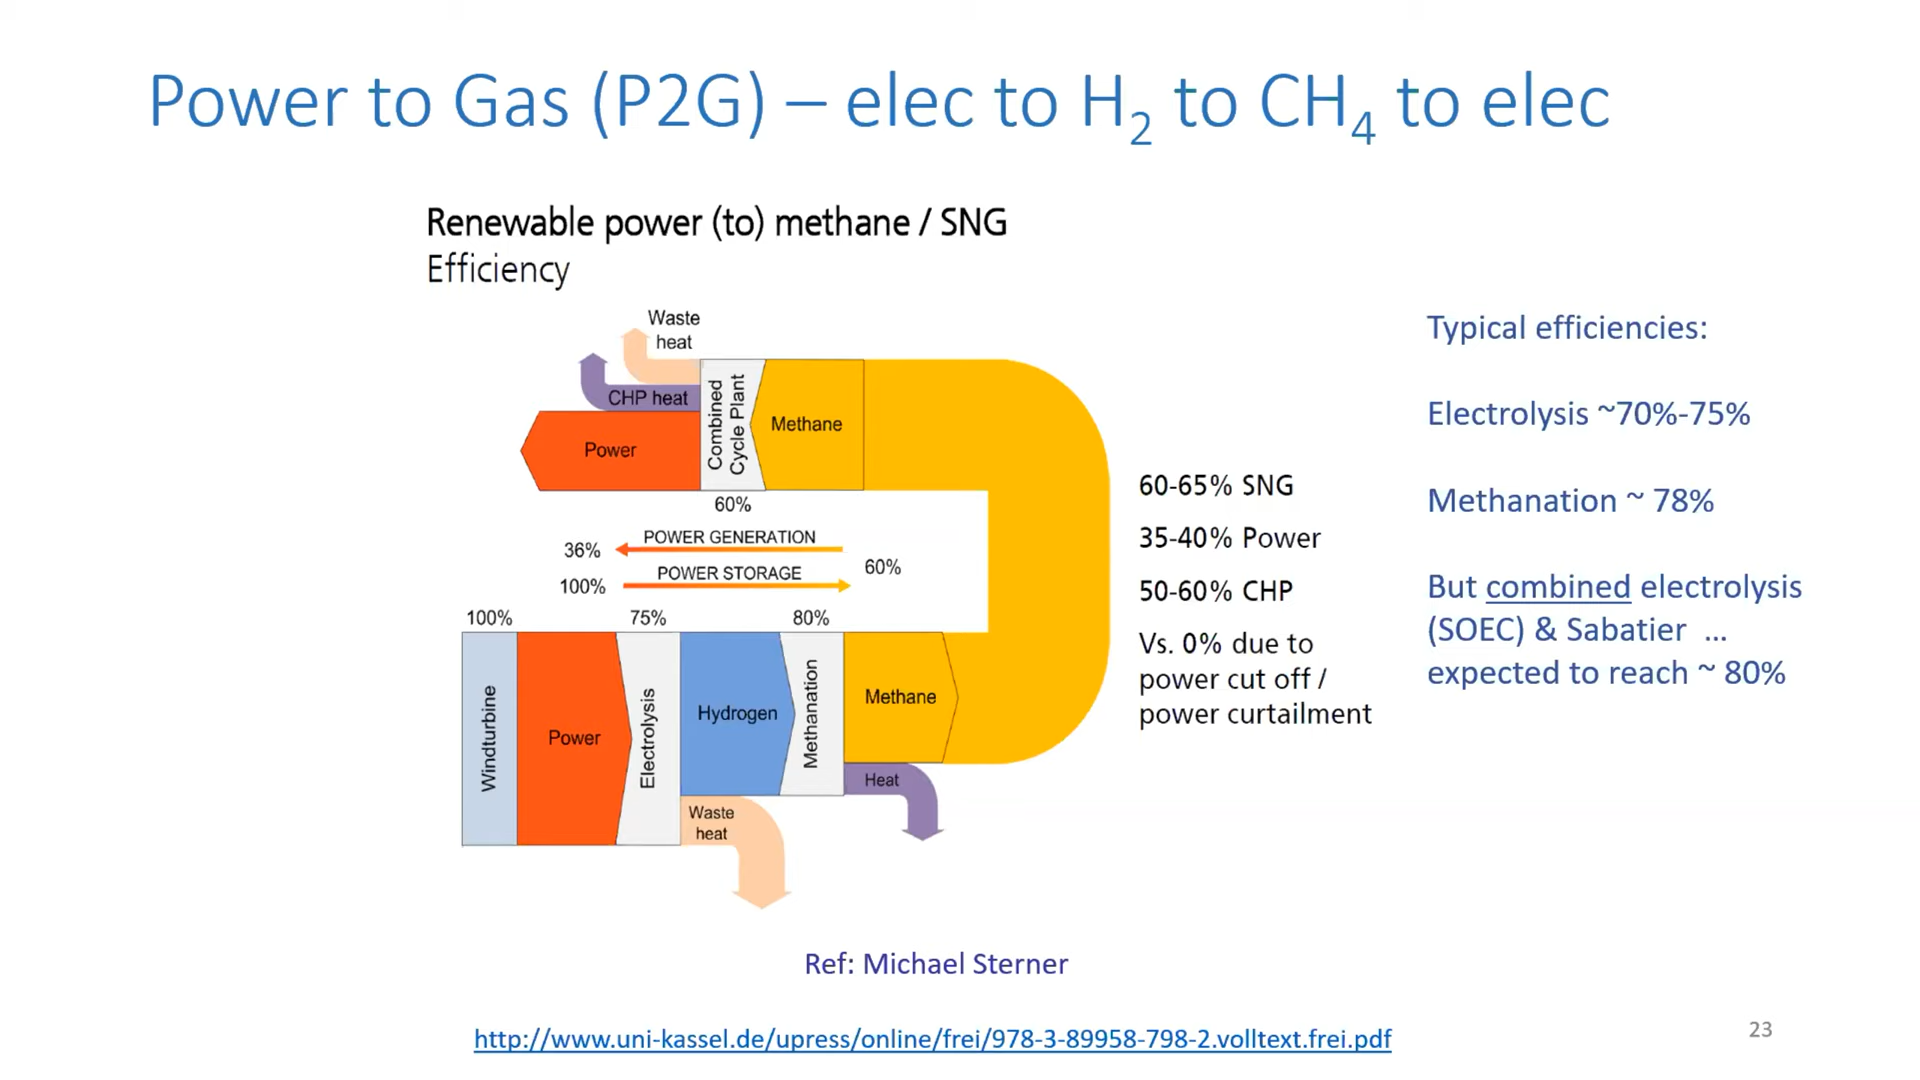 Power to Gas (P2G) – elec to H2 to CH4 to elec
Renewable power (to) methane / SNG
Efficiency
Waste
heat
CHP heat
Power
Combined
Cycle Plant
Methane
60%
36%
POWER GENERATION
100%
POWER STORAGE
60%
100%
75%
80%
Windturbine
Power
Electrolysis
Hydrogen
Methanation
Methane
Waste
heat
Heat
60-65% SNG
35-40% Power
50-60% CHP
Vs. 0% due to
power cut off /
power curtailment
Typical efficiencies:
Electrolysis ~70%-75%
Methanation ~ 78%
But combined electrolysis
(SOEC) & Sabatier ...
expected to reach ~ 80%
Ref: Michael Sterner
http://www.uni-kassel.de/upress/online/frei/978-3-89958-798-2.volltext.frei.pdf
23